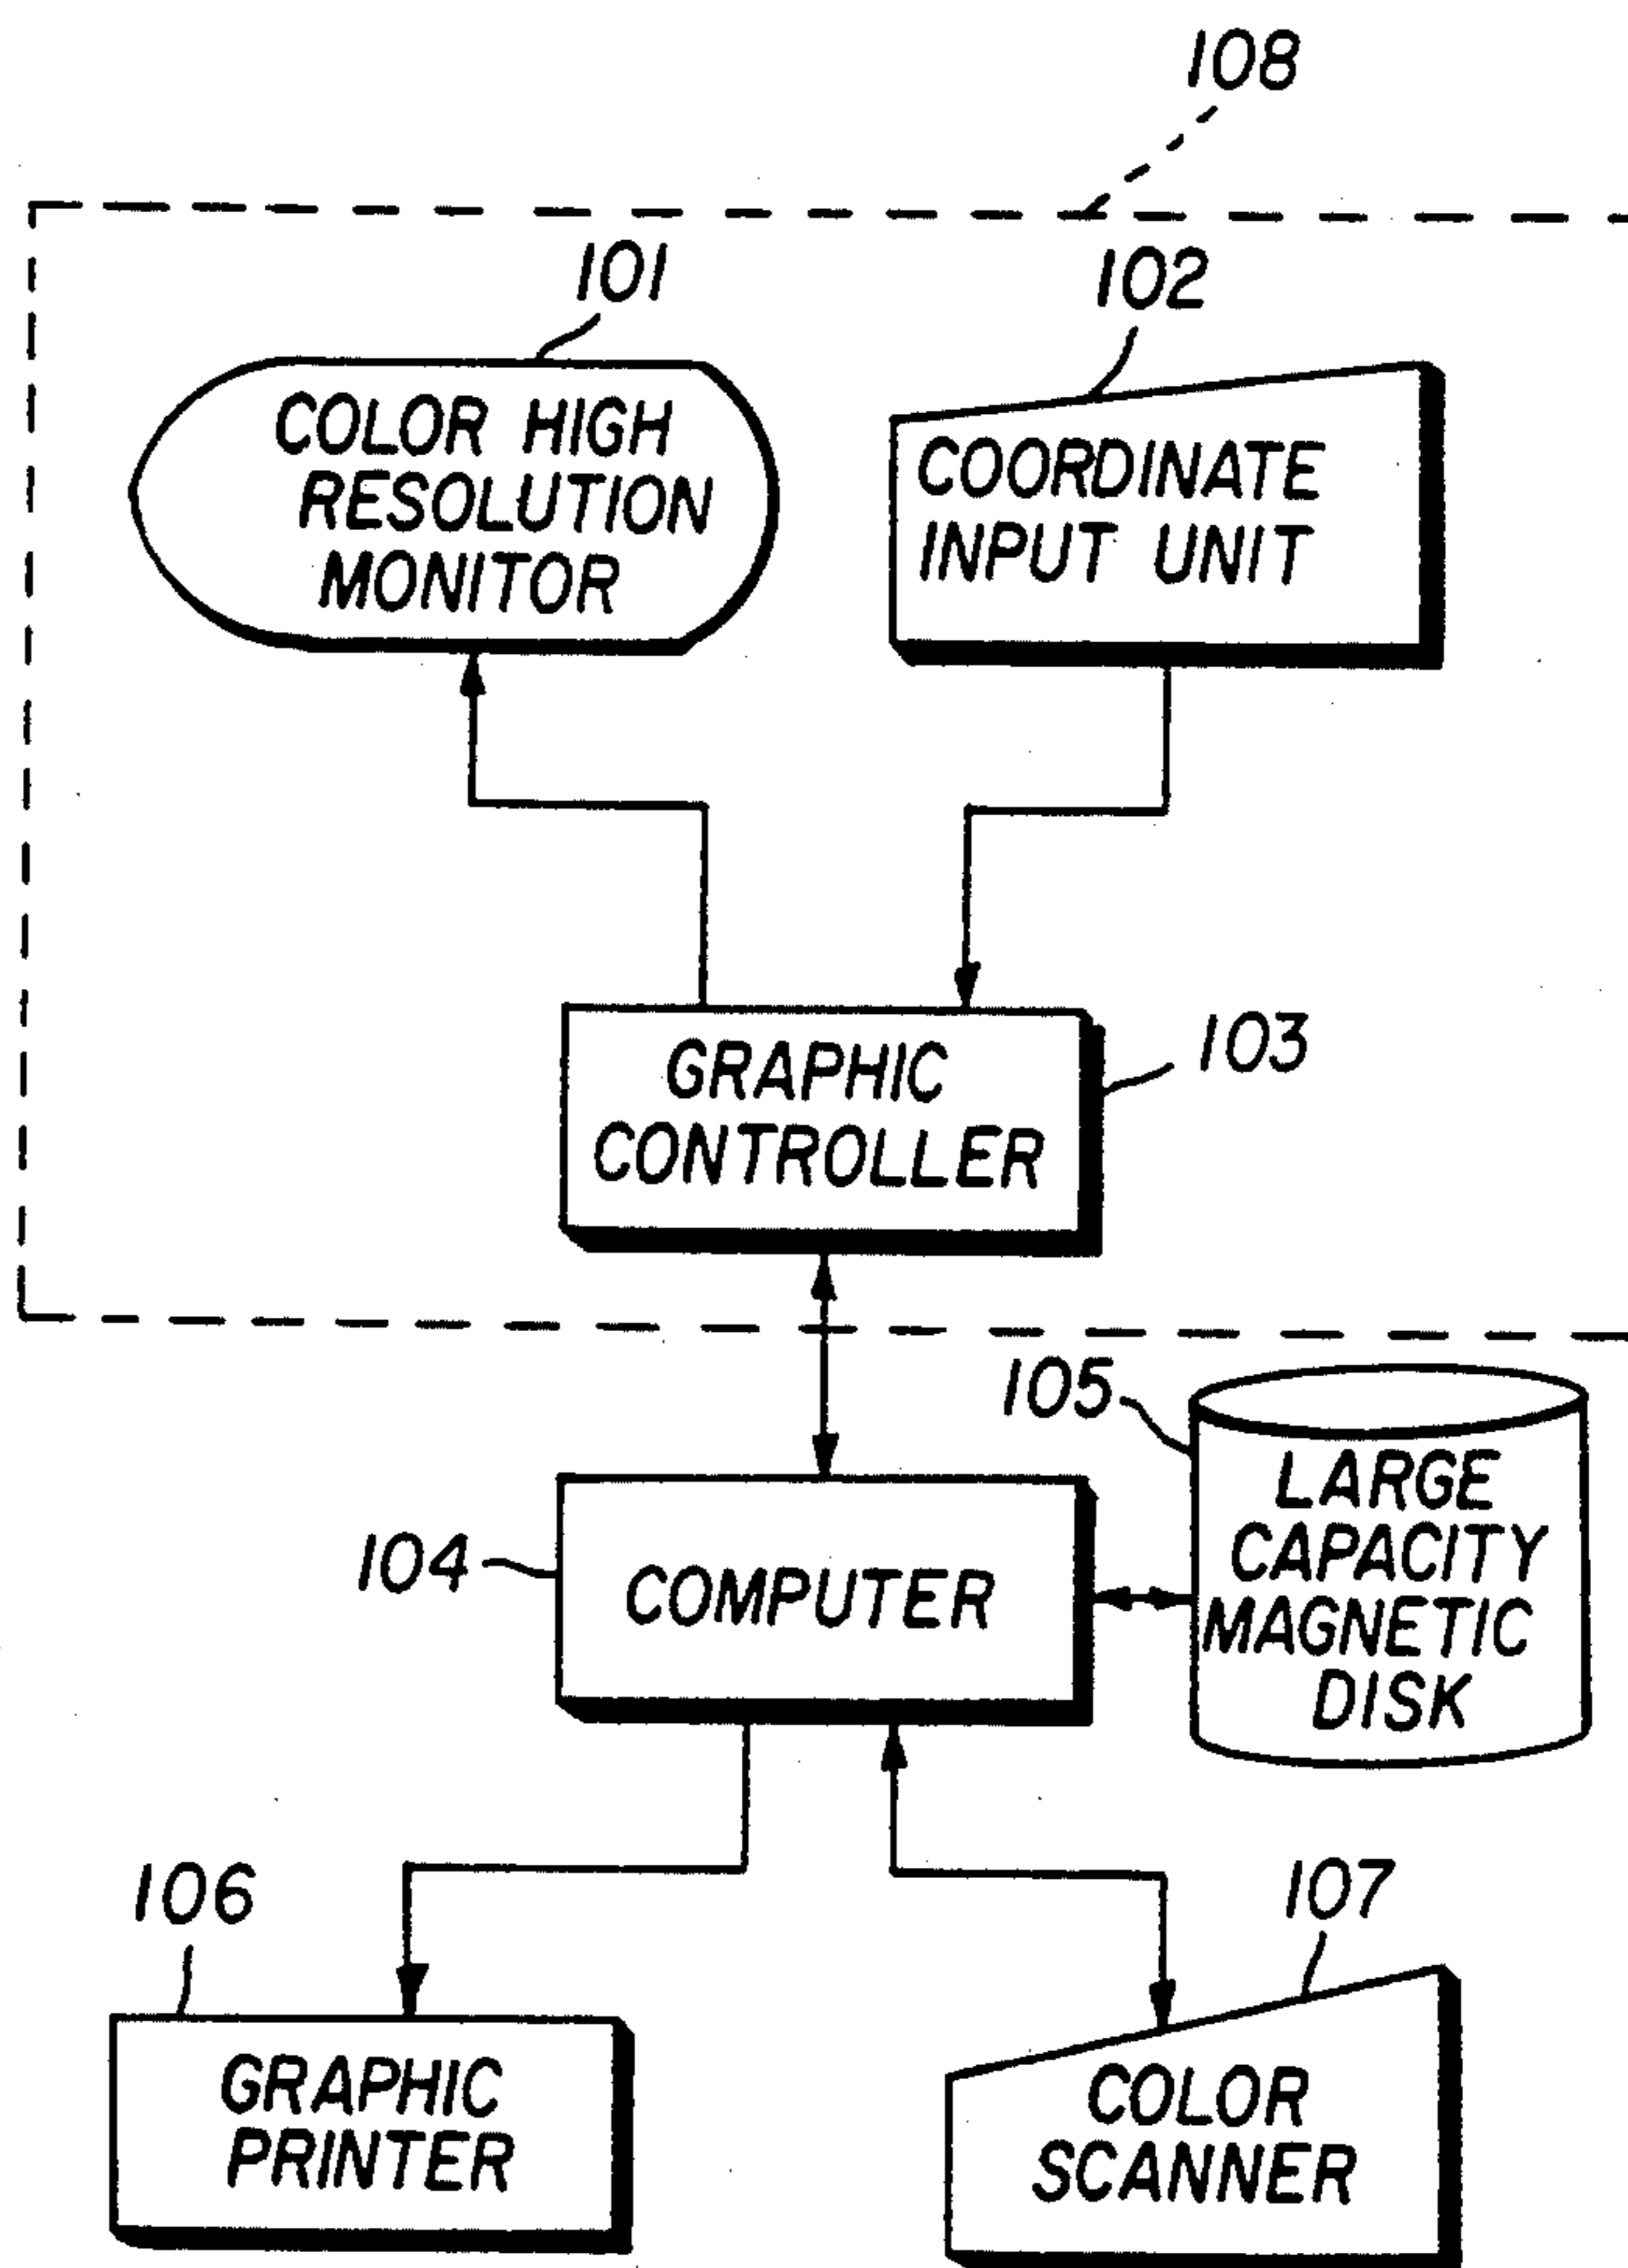 108
101
102
COLOR HIGH
RESOLUTION
MONITOR
COORDINATE
INPUT UNIT
103
GRAPHIC
CONTROLLER
105
LARGE
CAPACITY
MAGNETIC
DISK
104
COMPUTER
106
107
GRAPHIC
PRINTER
COLOR
SCANNER